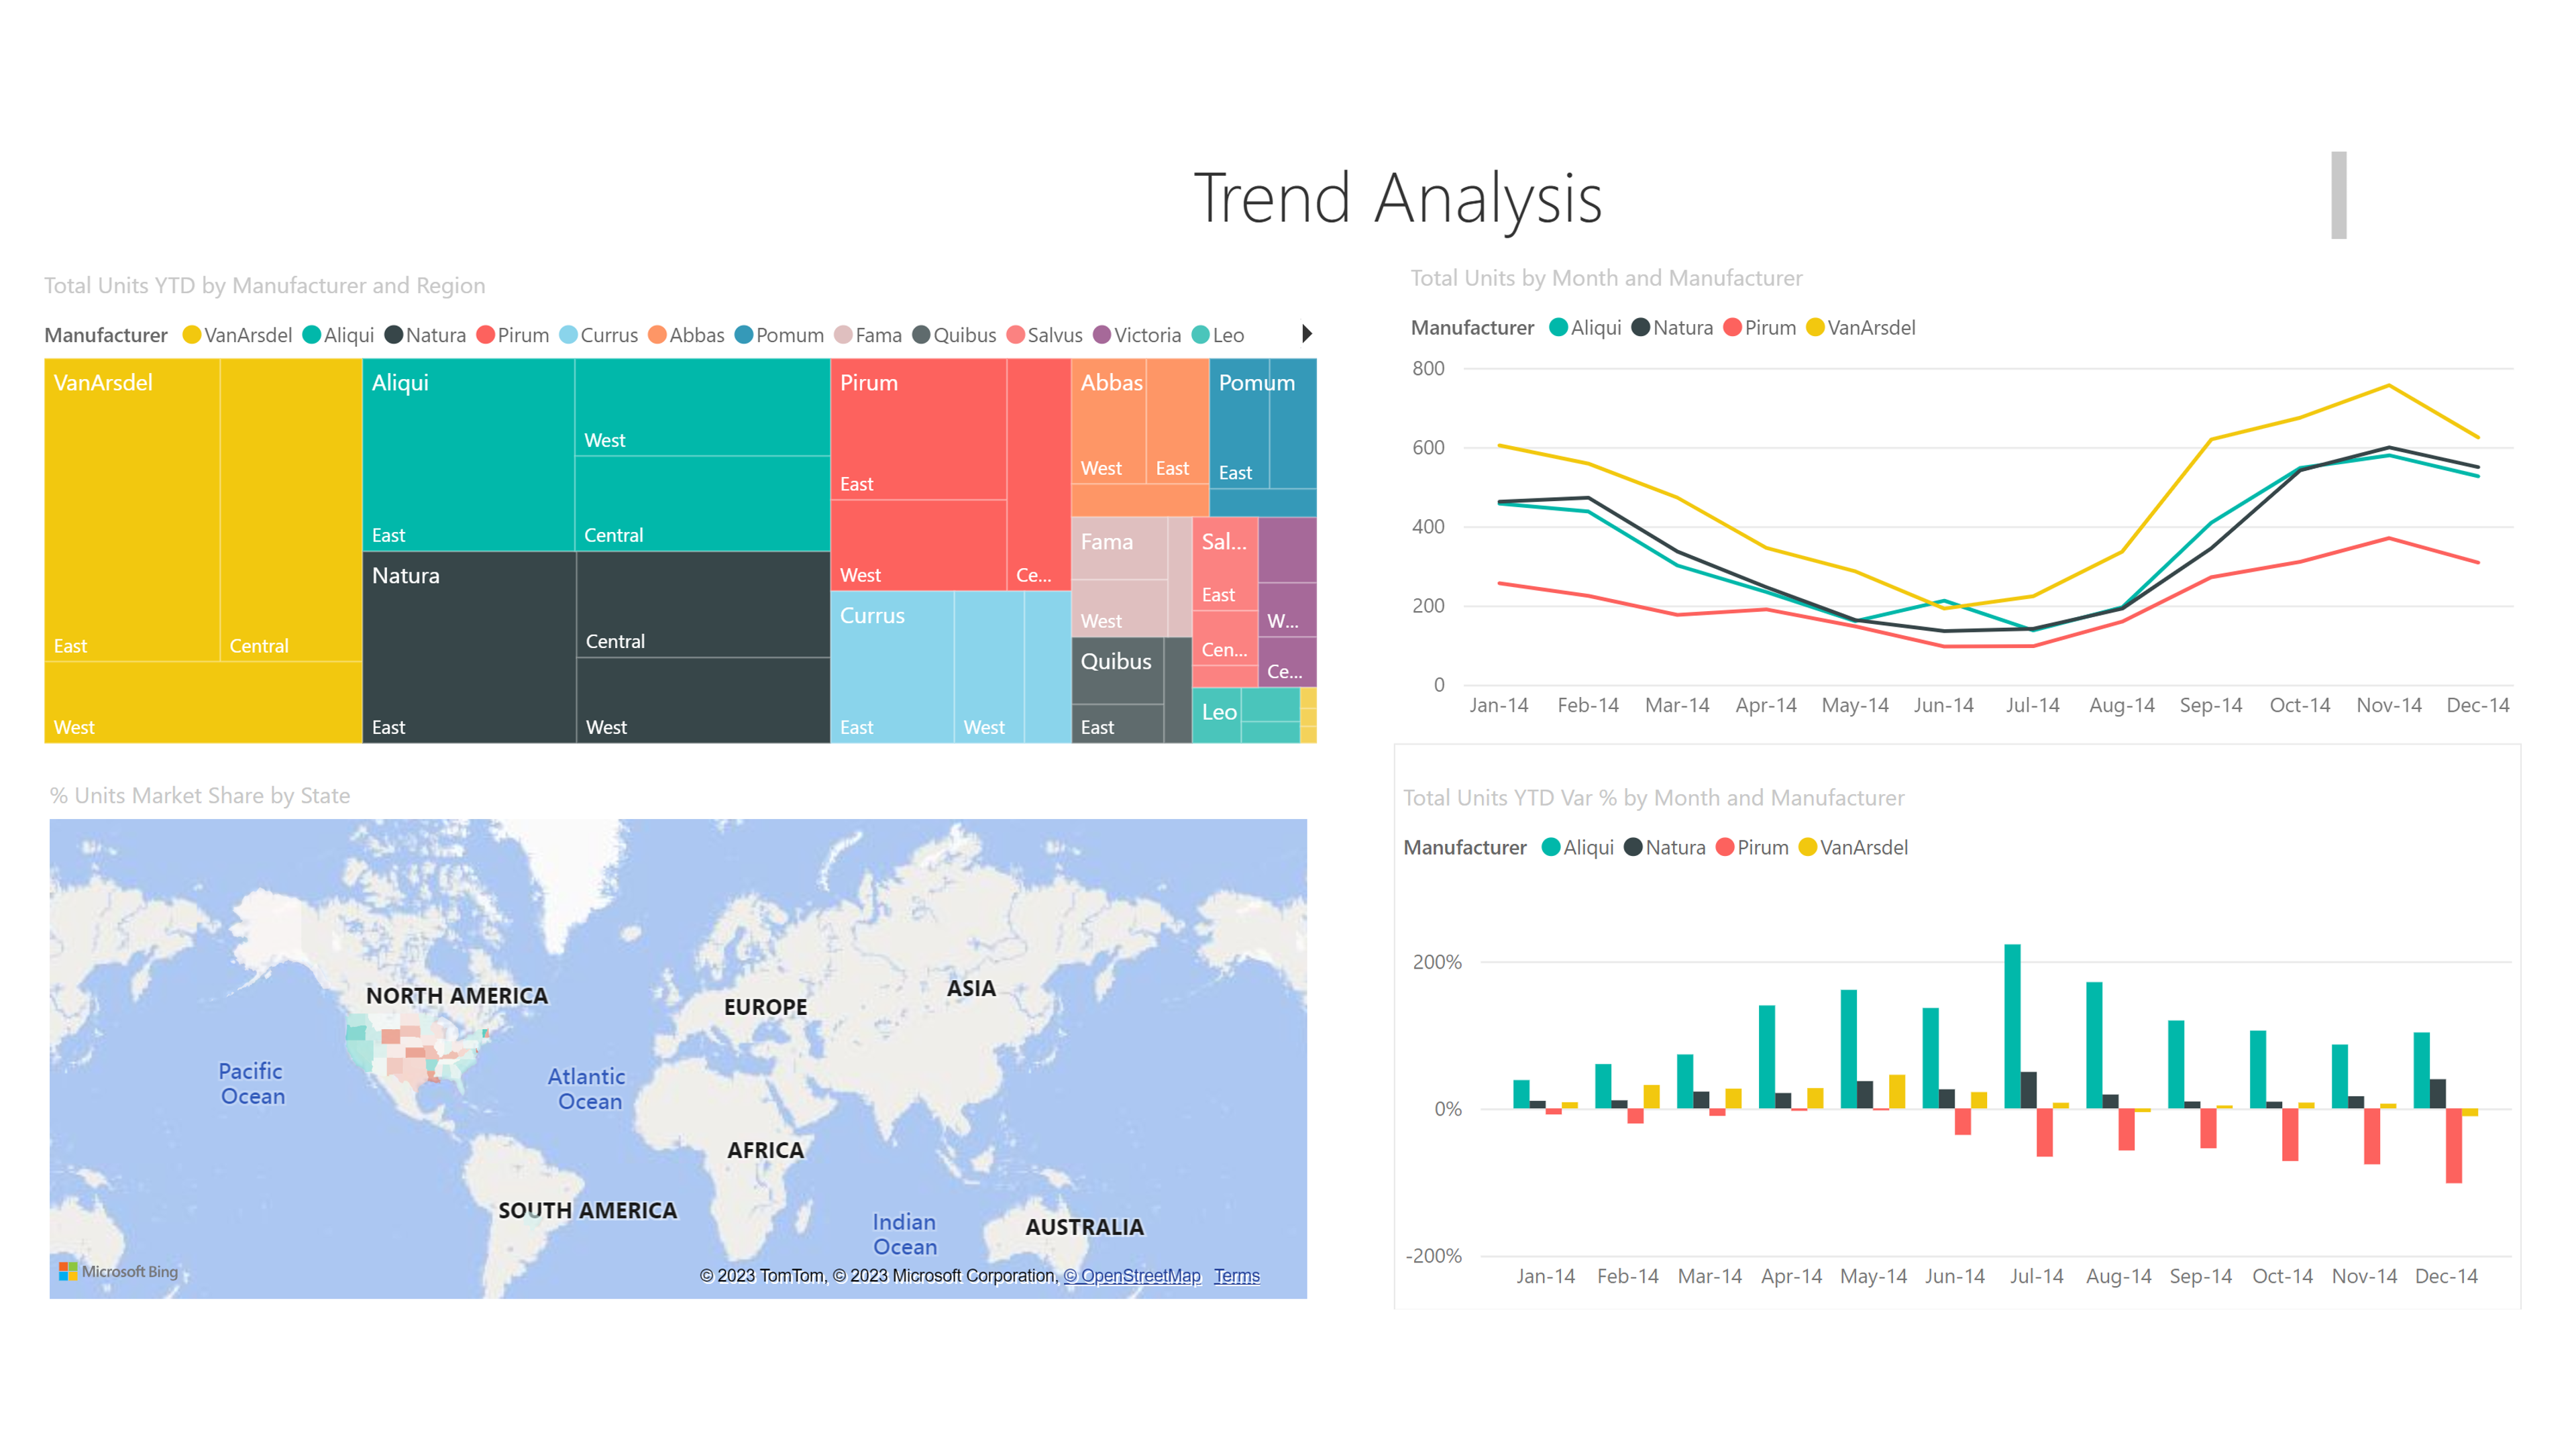 Trend Analysis
Total Units YTD by Manufacturer and Region
Manufacturer VanArsdel Aliqui Natura Pirum Currus Abbas Pomum Fama Quibus Salvus Victoria Leo
VanArsdel
East
Central
West
Aliqui
East
West
Central
Natura
East
Central
West
Pirum
East
West
Ce...
Currus
East
West
Abbas
West
East
Pomum
East
Fama
West
Quibus
East
Sal...
East
Cen...
W...
Ce...
Leo
Total Units by Month and Manufacturer
Manufacturer Aliqui Natura Pirum VanArsdel
800
600
400
200
0
Jan-14 Feb-14 Mar-14 Apr-14 May-14 Jun-14 Jul-14 Aug-14 Sep-14 Oct-14 Nov-14 Dec-14
% Units Market Share by State
NORTH AMERICA
EUROPE
ASIA
Pacific
Ocean
Atlantic
Ocean
AFRICA
SOUTH AMERICA
Indian
Ocean
AUSTRALIA
Microsoft Bing
© 2023 TomTom, © 2023 Microsoft Corporation, © OpenStreetMap Terms
Total Units YTD Var % by Month and Manufacturer
Manufacturer Aliqui Natura Pirum VanArsdel
200%
0%
-200%
Jan-14 Feb-14 Mar-14 Apr-14 May-14 Jun-14 Jul-14 Aug-14 Sep-14 Oct-14 Nov-14 Dec-14